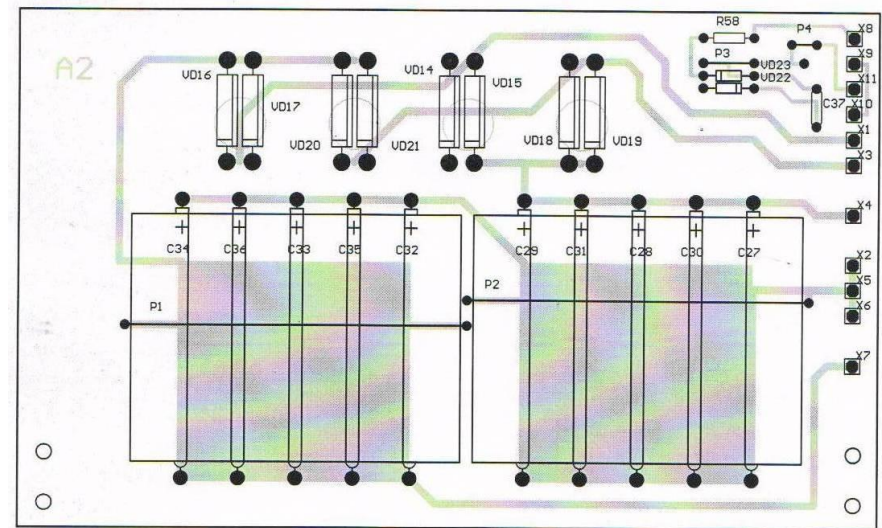 A2
R58
P4
X8
P3
X9
VD16
VD14
VD23
X11
VD15
VD22
VD17
C37
X10
VD20
VD21
VD18
VD19
X1
X3
X4
C34
C36
C33
C35
C32
C29
C31
C28
C30
C27
X2
P1
P2
X5
X6
X7